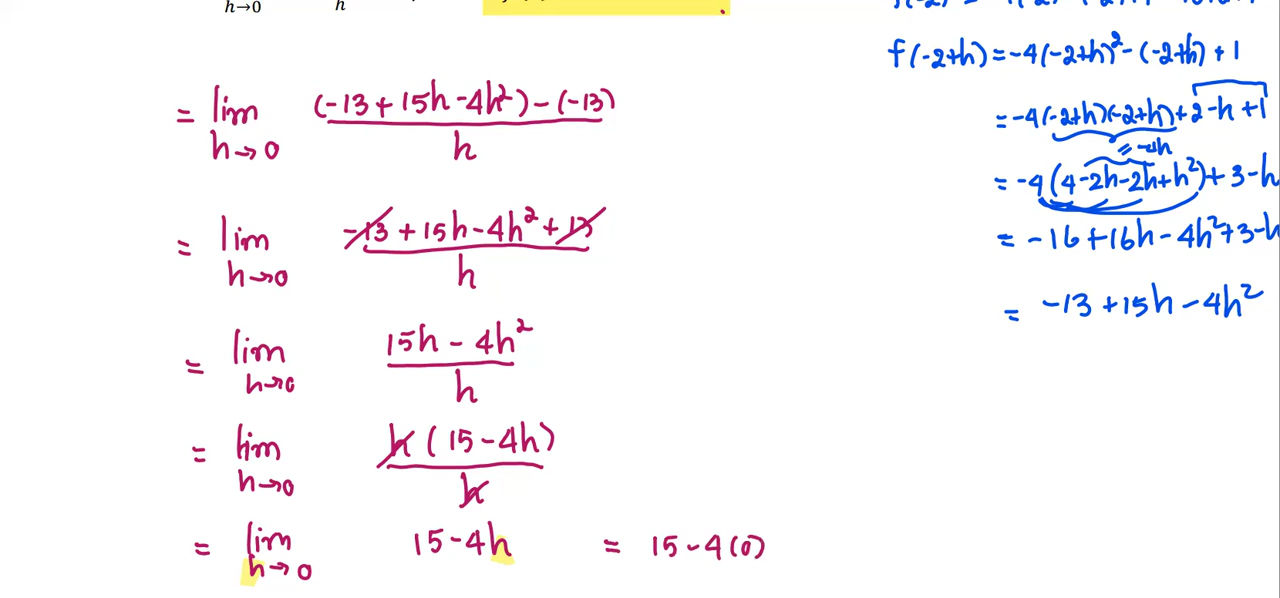 h→0 h
= lim (-13 + 15h - 4h²) - (-13)
h→0 h
= lim -13 + 15h - 4h² + 13
h→0 h
= lim 15h - 4h²
h→0 h
= lim h (15 - 4h)
h→0 h
= lim 15 - 4h = 15 - 4(0)
h→0
f(-2+h) = -4(-2+h)² - (-2+h) + 1
= -4(-2+h)(-2+h) + 2 - h + 1
= -4h
= -4(4 - 2h - 2h + h²) + 3 - h
= -16 + 16h - 4h² + 3 - h
= -13 + 15h - 4h²